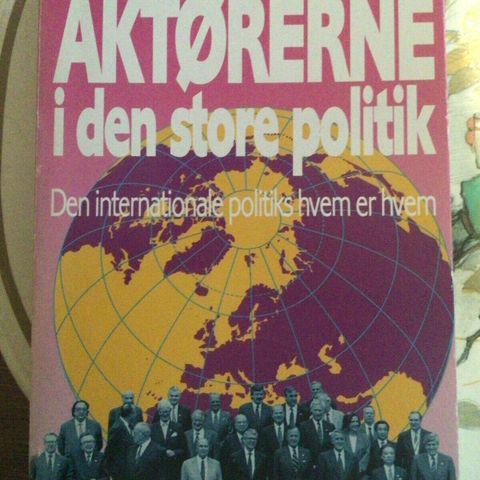 AKTØRERNE
i den store politik
Den internationale politiks hvem er hvem